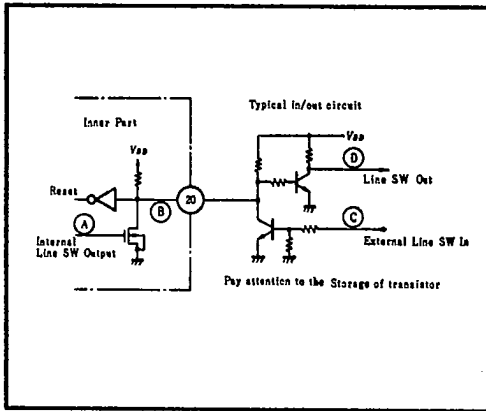 Typical in/out circuit
Inner Part
VDD
VDD
D
Reset
Line SW Out
20
A
B
C
Internal
Line SW Output
External Line SW In
Pay attention to the Storage of transistor